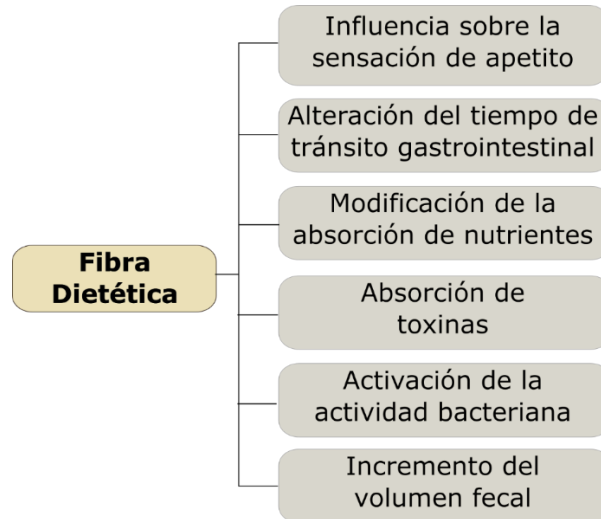 Influencia sobre la
sensación de apetito
Alteración del tiempo de
tránsito gastrointestinal
Modificación de la
absorción de nutrientes
Fibra
Dietética
Absorción de
toxinas
Activación de la
actividad bacteriana
Incremento del
volumen fecal